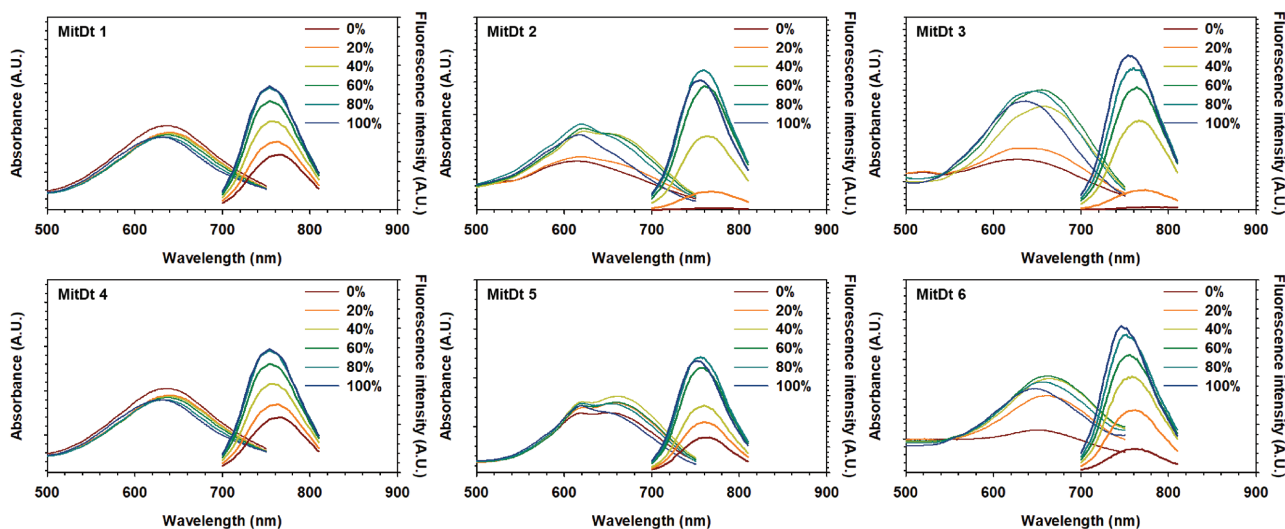 MitDt 1
0%
20%
40%
60%
80%
100%
Absorbance (A.U.)
Fluorescence intensity (A.U.)
500 600 700 800 900
Wavelength (nm)
MitDt 2
0%
20%
40%
60%
80%
100%
Absorbance (A.U.)
Fluorescence intensity (A.U.)
500 600 700 800 900
Wavelength (nm)
MitDt 3
0%
20%
40%
60%
80%
100%
Absorbance (A.U.)
Fluorescence intensity (A.U.)
500 600 700 800 900
Wavelength (nm)
MitDt 4
0%
20%
40%
60%
80%
100%
Absorbance (A.U.)
Fluorescence intensity (A.U.)
500 600 700 800 900
Wavelength (nm)
MitDt 5
0%
20%
40%
60%
80%
100%
Absorbance (A.U.)
Fluorescence intensity (A.U.)
500 600 700 800 900
Wavelength (nm)
MitDt 6
0%
20%
40%
60%
80%
100%
Absorbance (A.U.)
Fluorescence intensity (A.U.)
500 600 700 800 900
Wavelength (nm)